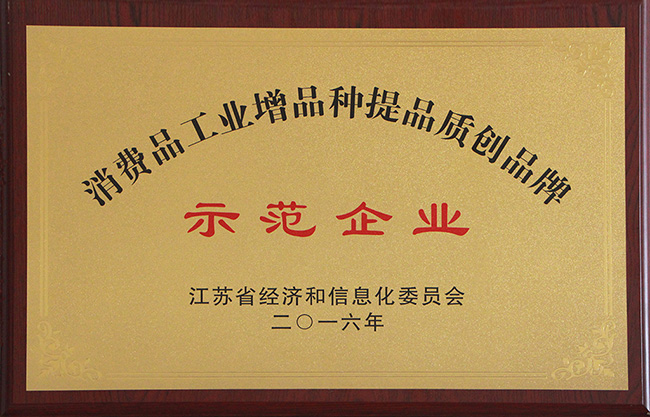 消费品工业增品种提品质创品牌
示范企业
江苏省经济和信息化委员会
二〇一六年